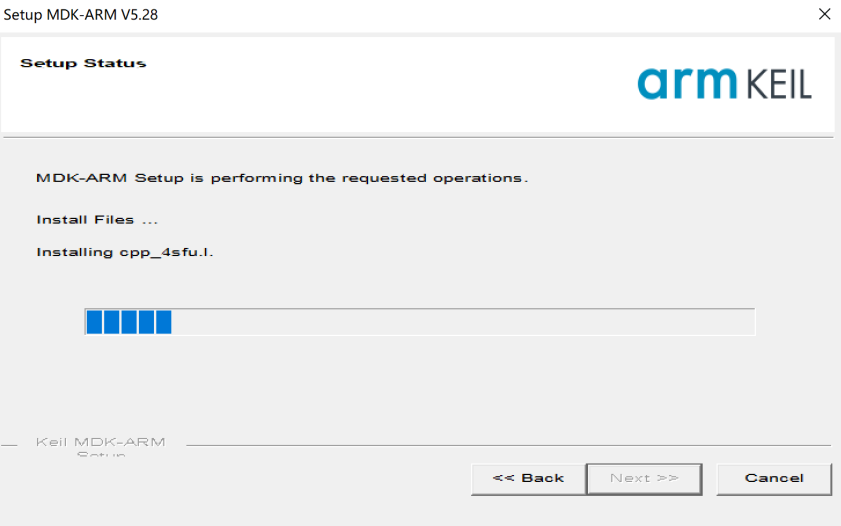 Setup MDK-ARM V5.28
Setup Status
arm KEIL
MDK-ARM Setup is performing the requested operations.
Install Files ...
Installing cpp_4sfu.l.
Keil MDK-ARM
Setup
<< Back
Next >>
Cancel